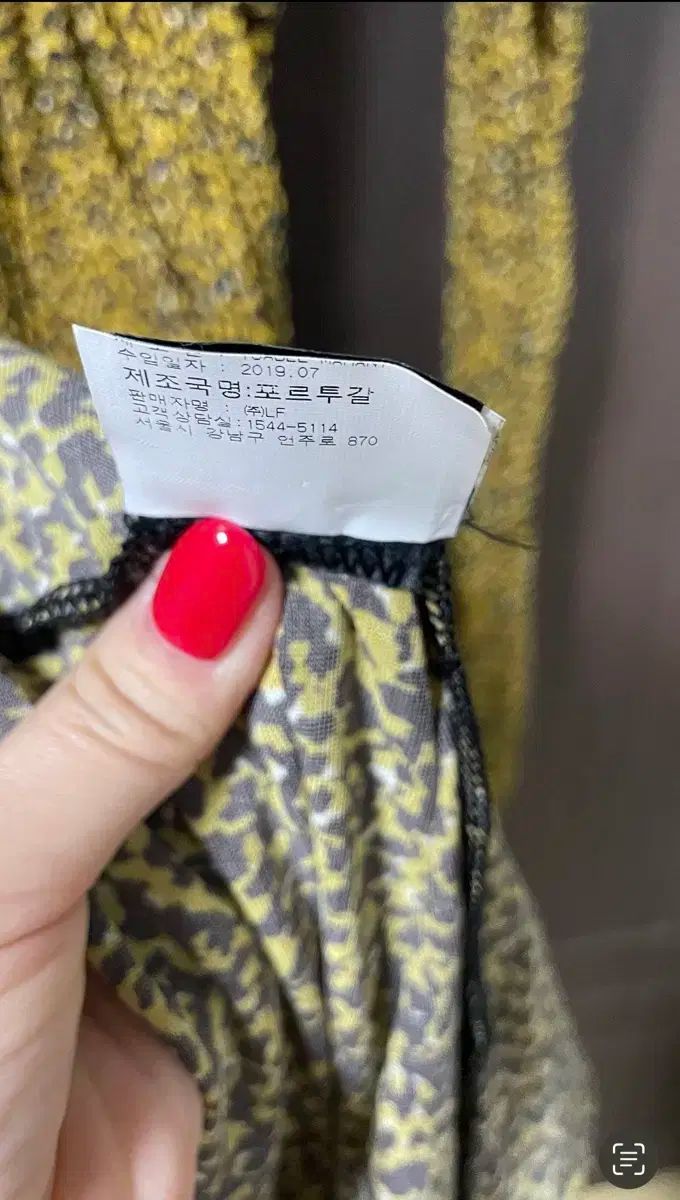 수입일자 : 2019.07
제조국명:포르투갈
판매자명 : ㈜LF
고객상담실:1544-5114
서울시 강남구 언주로 870